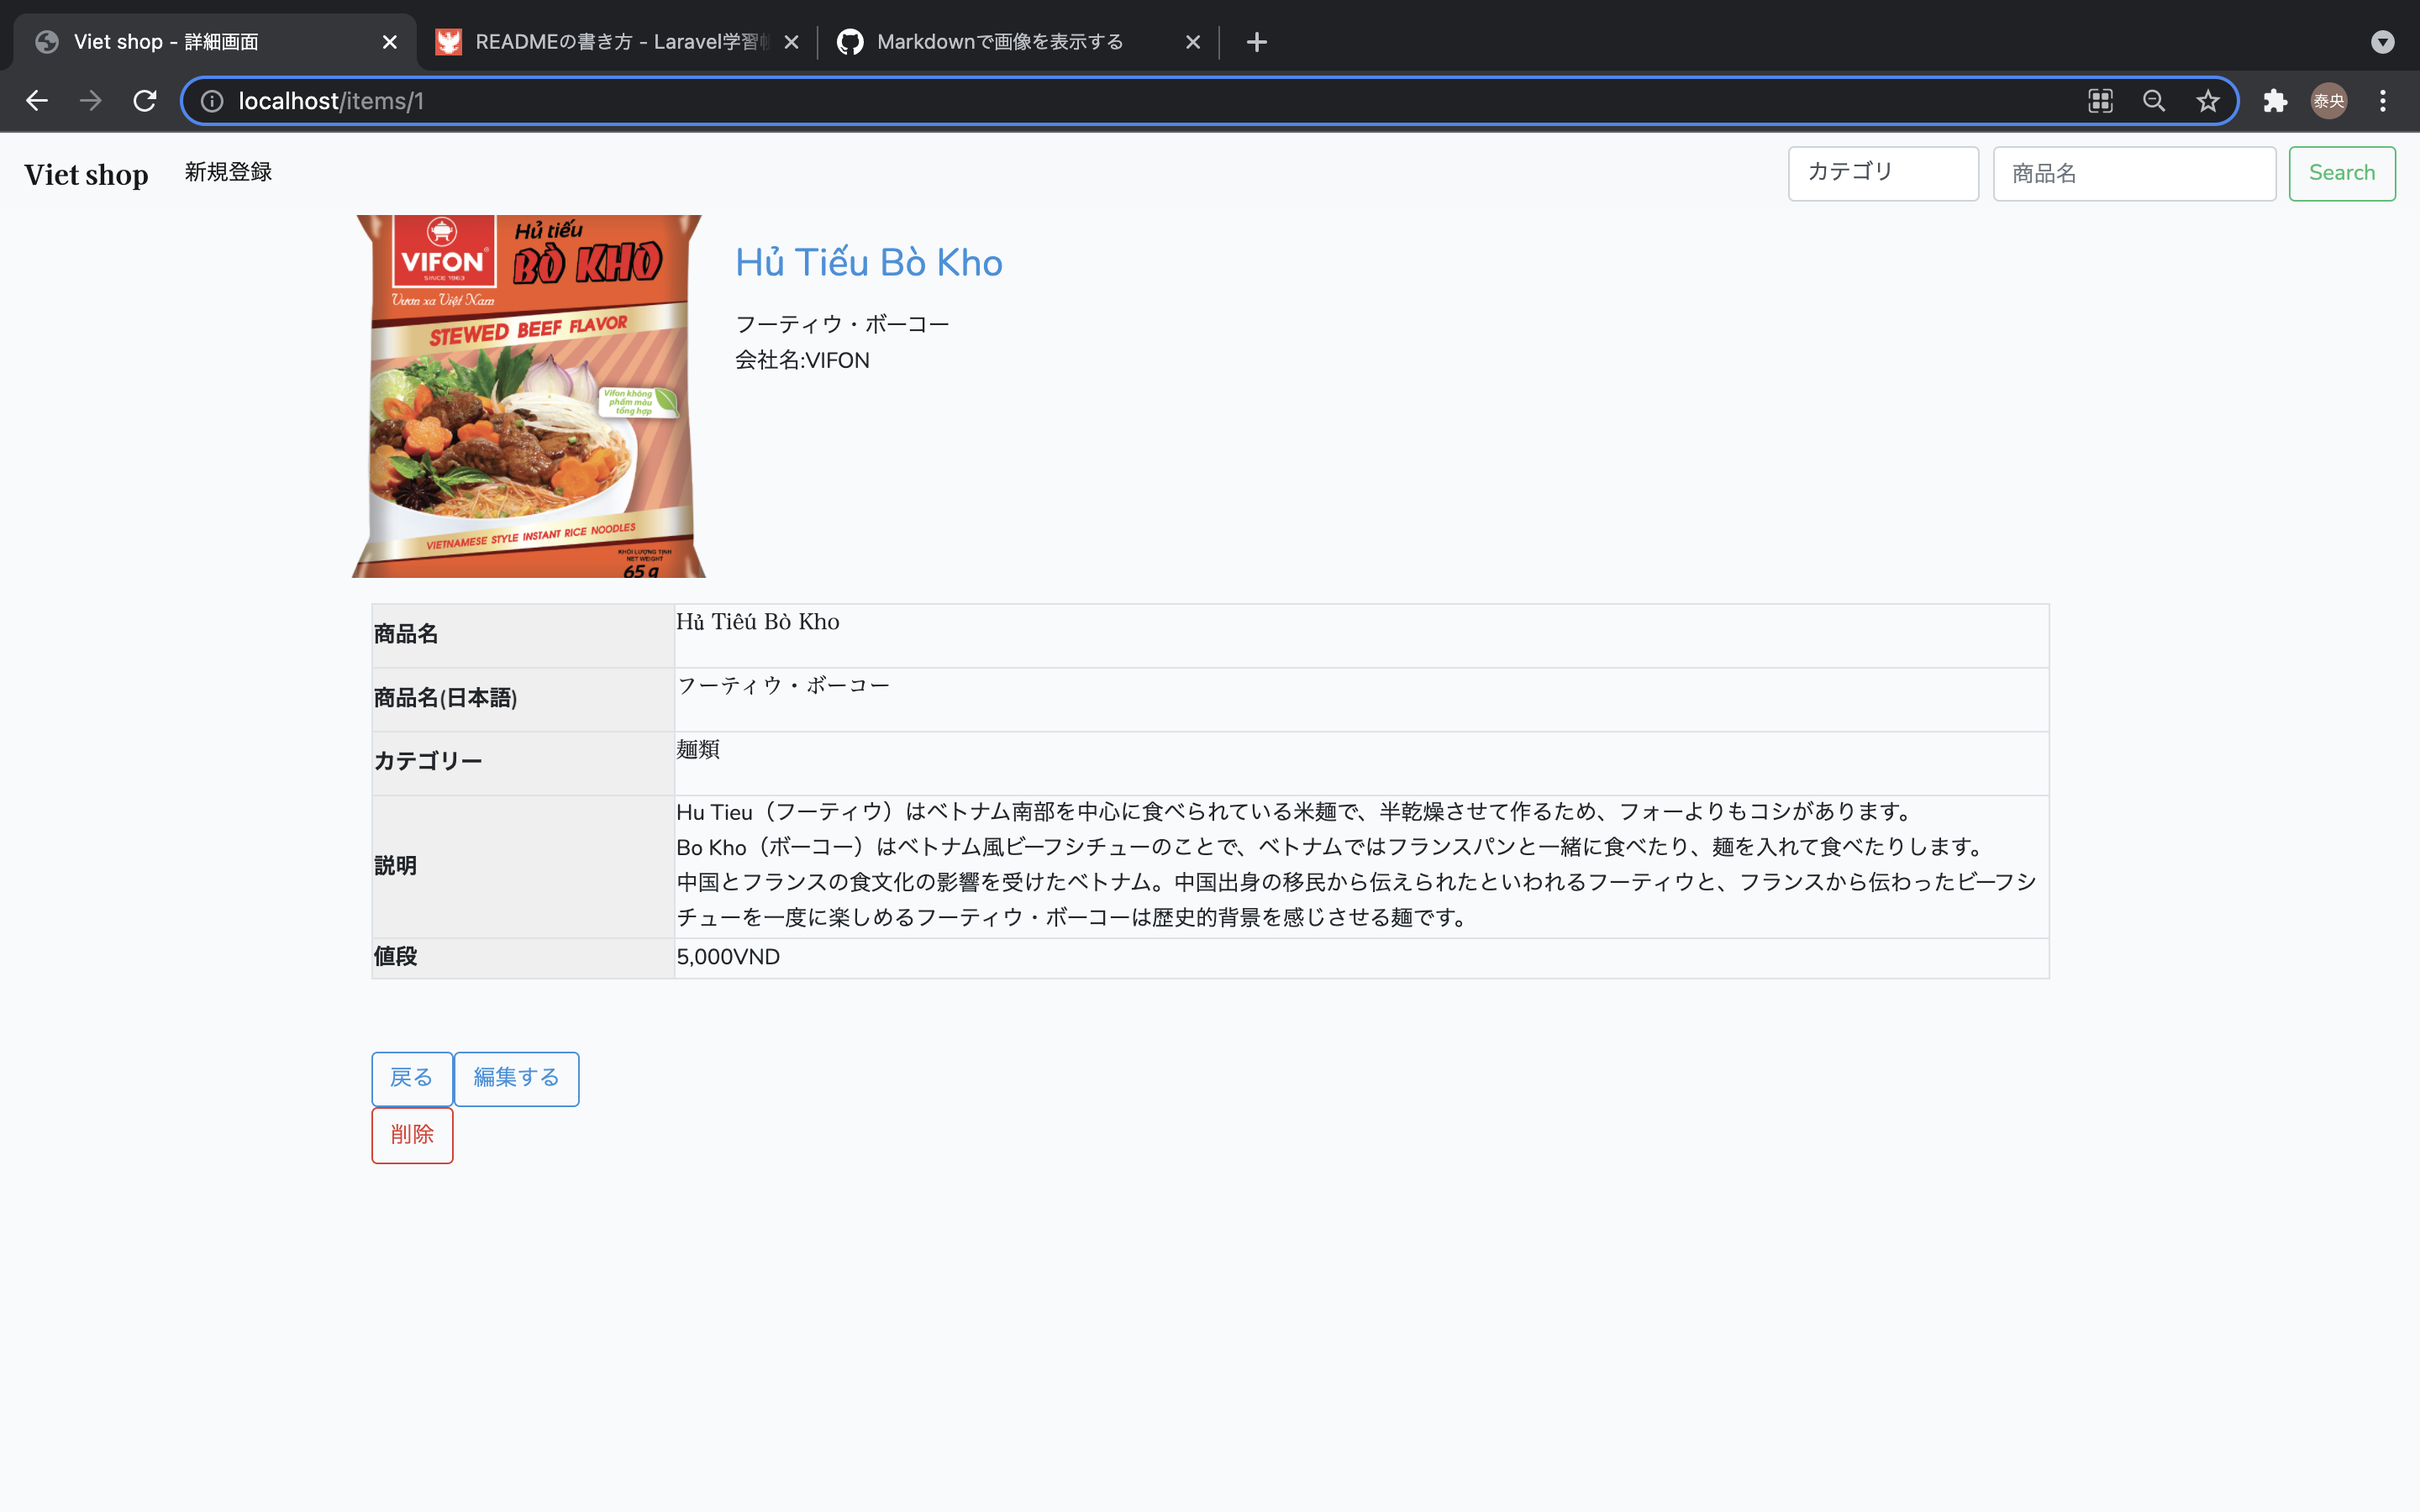 Viet shop - 詳細画面
READMEの書き方 - Laravel学習帳
Markdownで画像を表示する
localhost/items/1
泰央
Viet shop
新規登録
カテゴリ
商品名
Search
VIFON
SINCE 1963
Vươn xa Việt Nam
Hủ tiếu
BÒ KHO
STEWED BEEF FLAVOR
Vifon không
phẩm màu
tổng hợp
VIETNAMESE STYLE INSTANT RICE NOODLES
KHỐI LƯỢNG TỊNH
NET WEIGHT
65 g
Hủ Tiếu Bò Kho
フーティウ・ボーコー
会社名:VIFON
商品名 Hủ Tiếu Bò Kho
商品名(日本語) フーティウ・ボーコー
カテゴリー 麺類
説明
Hu Tieu（フーティウ）はベトナム南部を中心に食べられている米麺で、半乾燥させて作るため、フォーよりもコシがあります。
Bo Kho（ボーコー）はベトナム風ビーフシチューのことで、ベトナムではフランスパンと一緒に食べたり、麺を入れて食べたりします。
中国とフランスの食文化の影響を受けたベトナム。中国出身の移民から伝えられたといわれるフーティウと、フランスから伝わったビーフシ
チューを一度に楽しめるフーティウ・ボーコーは歴史的背景を感じさせる麺です。
値段 5,000VND
戻る
編集する
削除